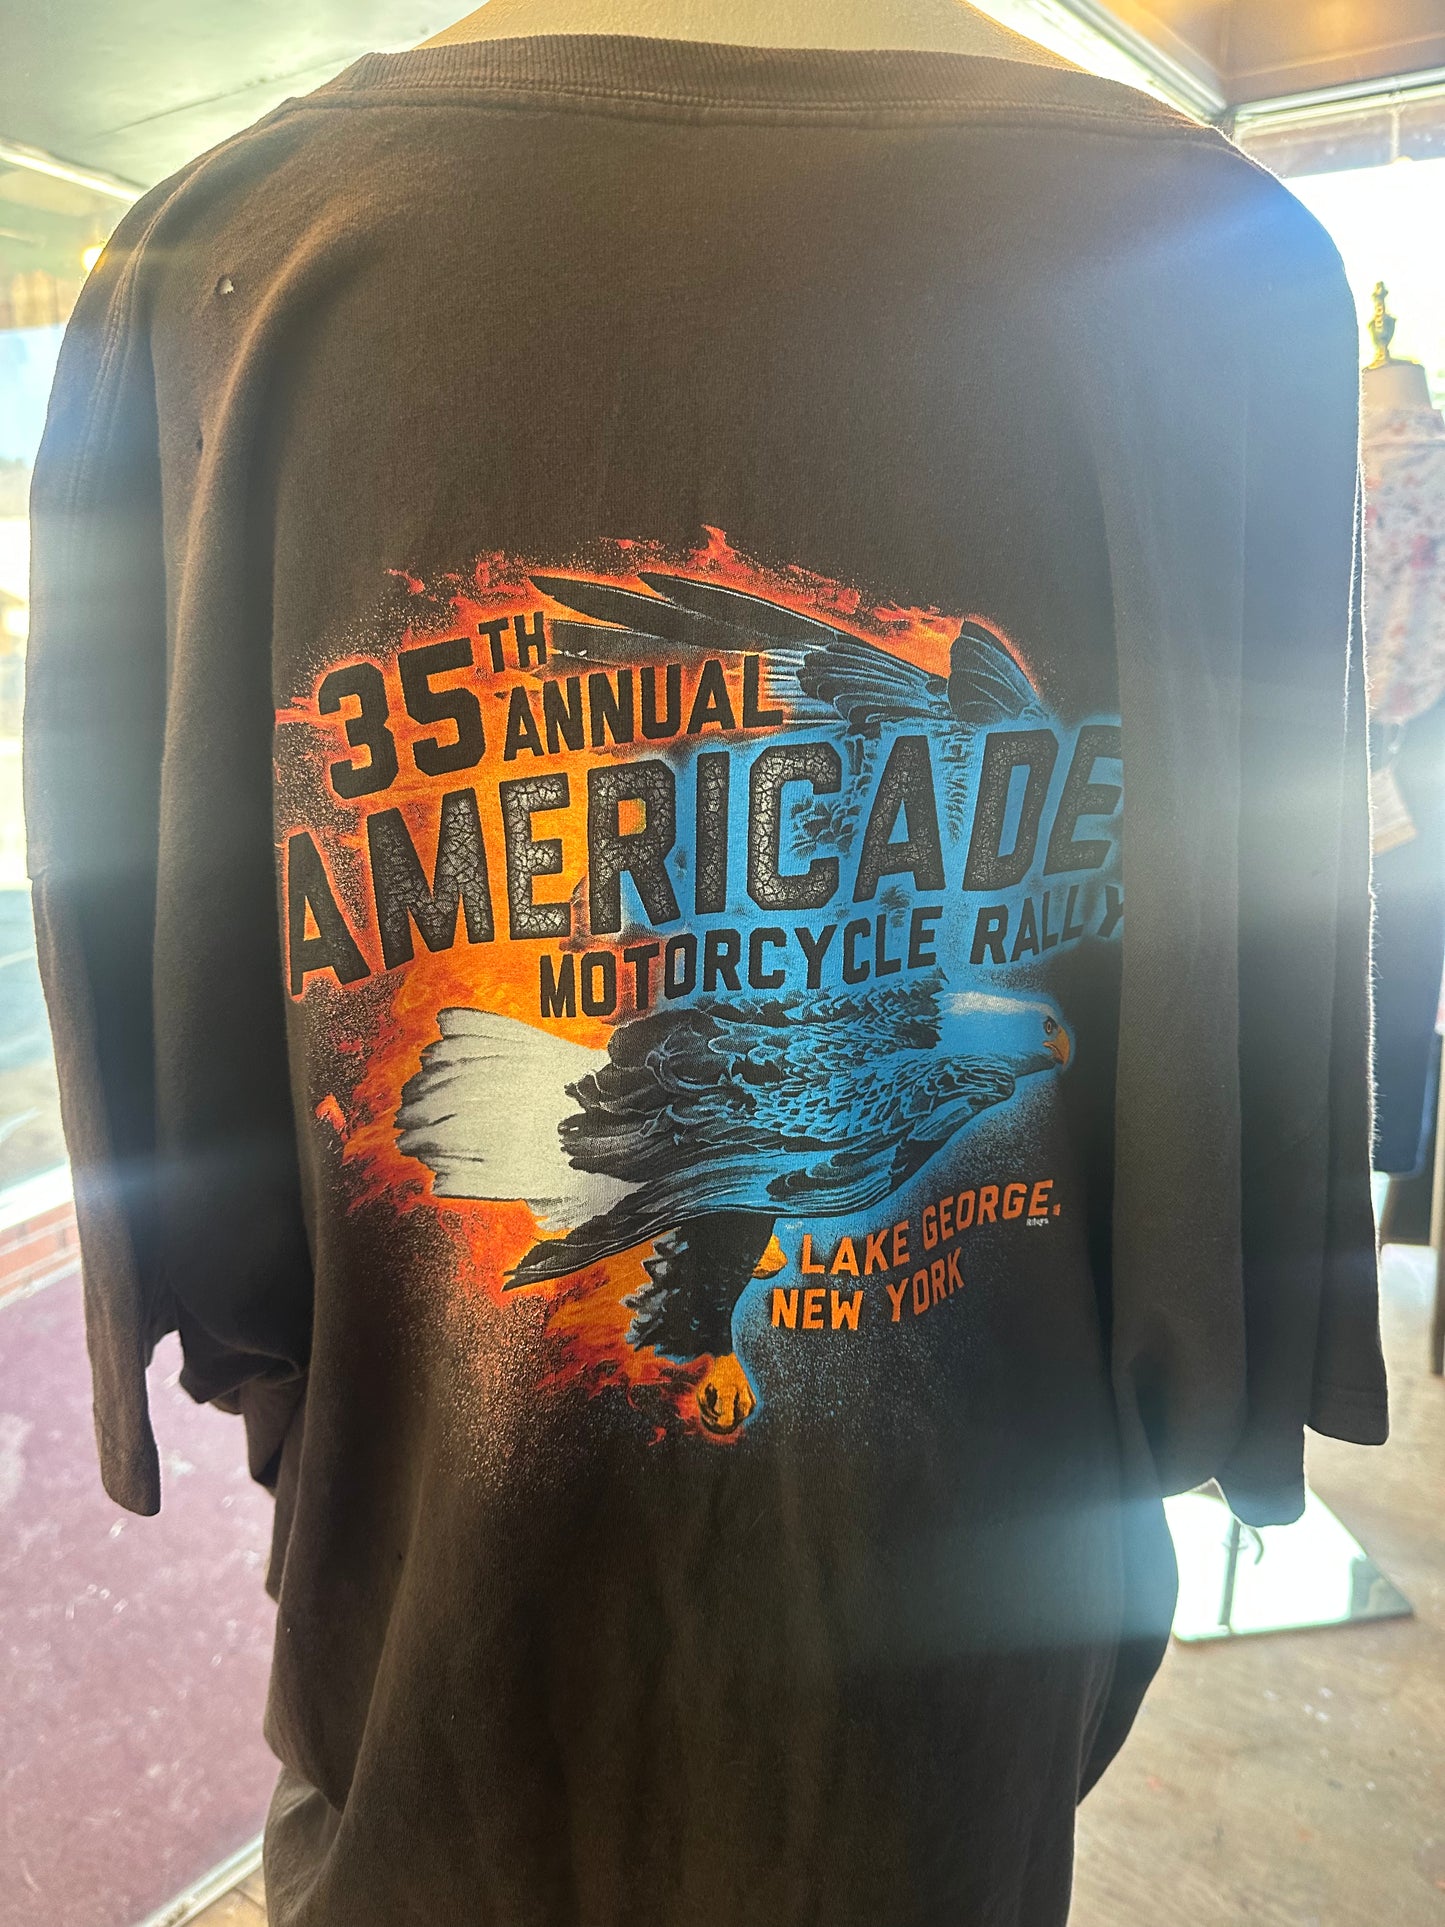 35TH ANNUAL
AMERICADE
MOTORCYCLE RALLY
LAKE GEORGE,
NEW YORK